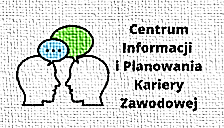 Centrum
Informacji
i Planowania
Kariery
Zawodowej